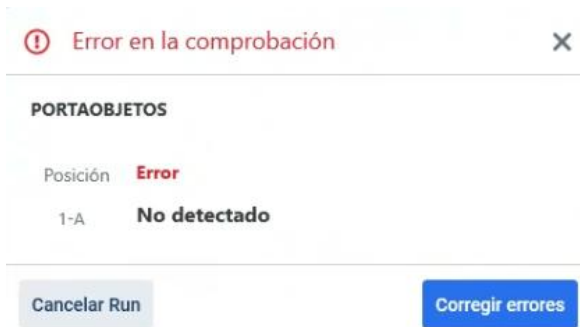 Error en la comprobación
PORTAOBJETOS
Posición Error
1-A No detectado
Cancelar Run Corregir errores